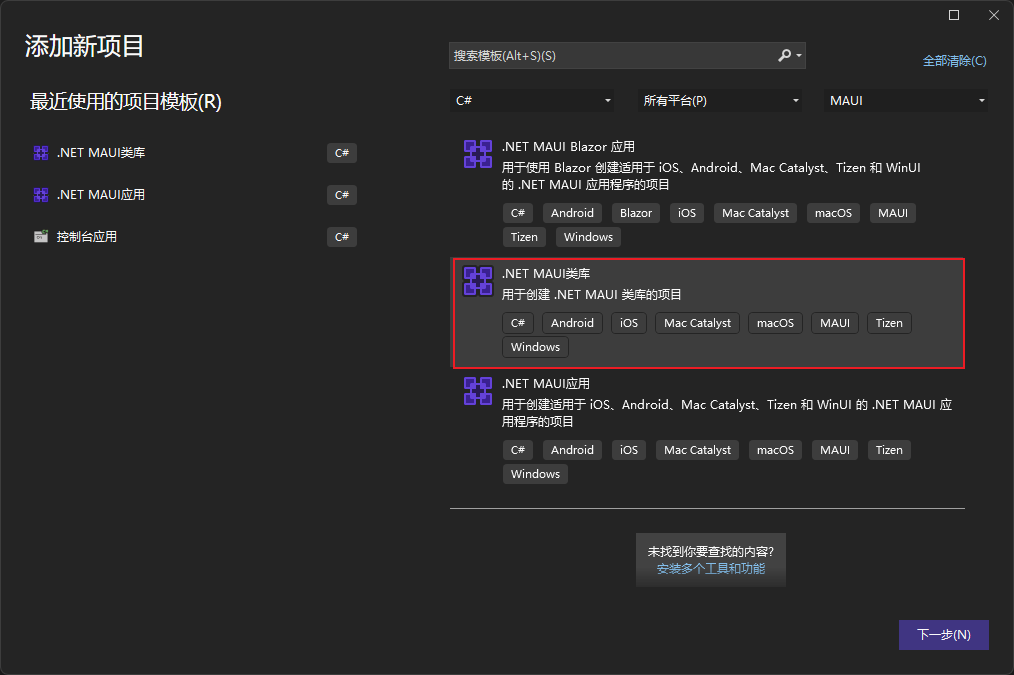 添加新项目
搜索模板(Alt+S)(S)
全部清除(C)
最近使用的项目模板(R)
C#
所有平台(P)
MAUI
.NET MAUI类库
C#
.NET MAUI应用
C#
控制台应用
C#
.NET MAUI Blazor 应用
用于使用 Blazor 创建适用于 iOS、Android、Mac Catalyst、Tizen 和 WinUI
的 .NET MAUI 应用程序的项目
C# Android Blazor iOS Mac Catalyst macOS MAUI
Tizen Windows
.NET MAUI类库
用于创建 .NET MAUI 类库的项目
C# Android iOS Mac Catalyst macOS MAUI Tizen
Windows
.NET MAUI应用
用于创建适用于 iOS、Android、Mac Catalyst、Tizen 和 WinUI 的 .NET MAUI 应
用程序的项目
C# Android iOS Mac Catalyst macOS MAUI Tizen
Windows
未找到你要查找的内容?
安装多个工具和功能
下一步(N)